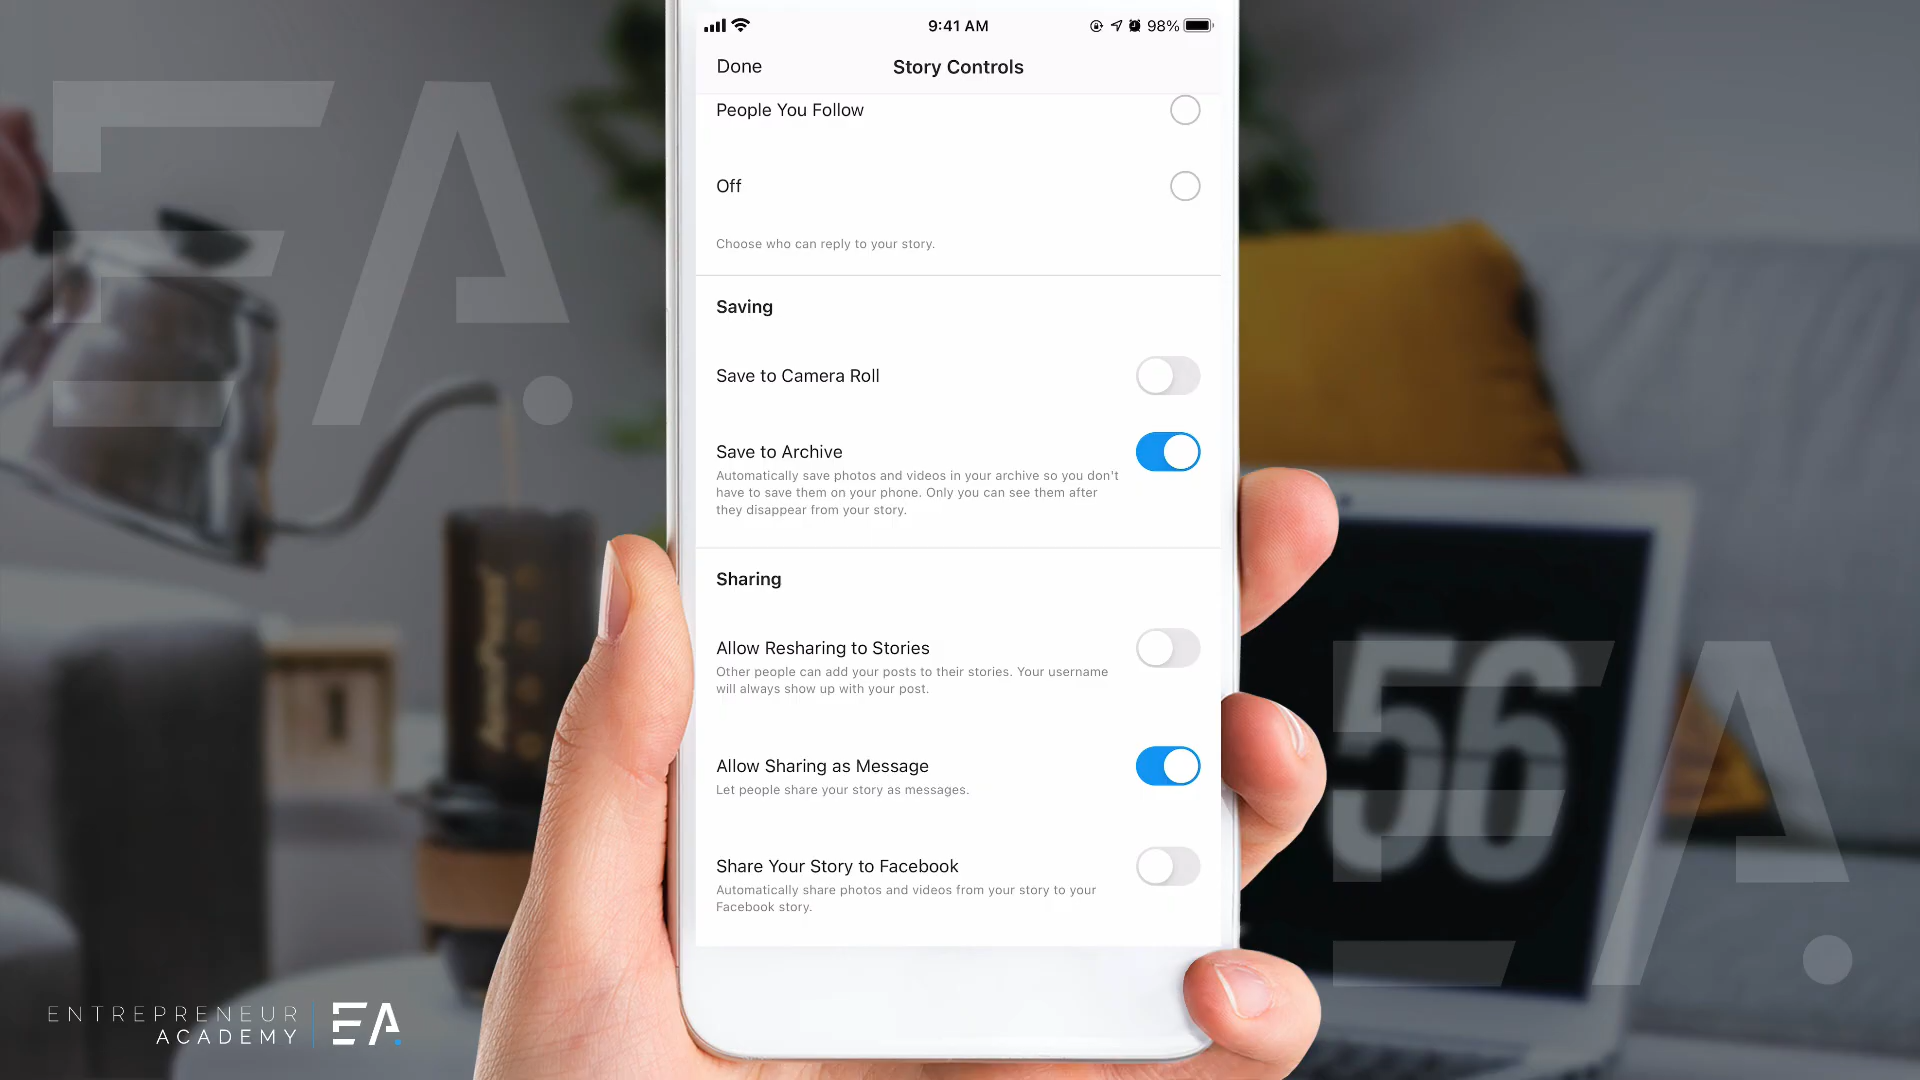 9:41 AM
98%
Done
Story Controls
People You Follow
Off
Choose who can reply to your story.
Saving
Save to Camera Roll
Save to Archive
Automatically save photos and videos in your archive so you don't
have to save them on your phone. Only you can see them after
they disappear from your story.
Sharing
Allow Resharing to Stories
Other people can add your posts to their stories. Your username
will always show up with your post.
Allow Sharing as Message
Let people share your story as messages.
Share Your Story to Facebook
Automatically share photos and videos from your story to your
Facebook story.
AeroPress
56
EA.
EA.
ENTREPRENEUR
ACADEMY
EA.